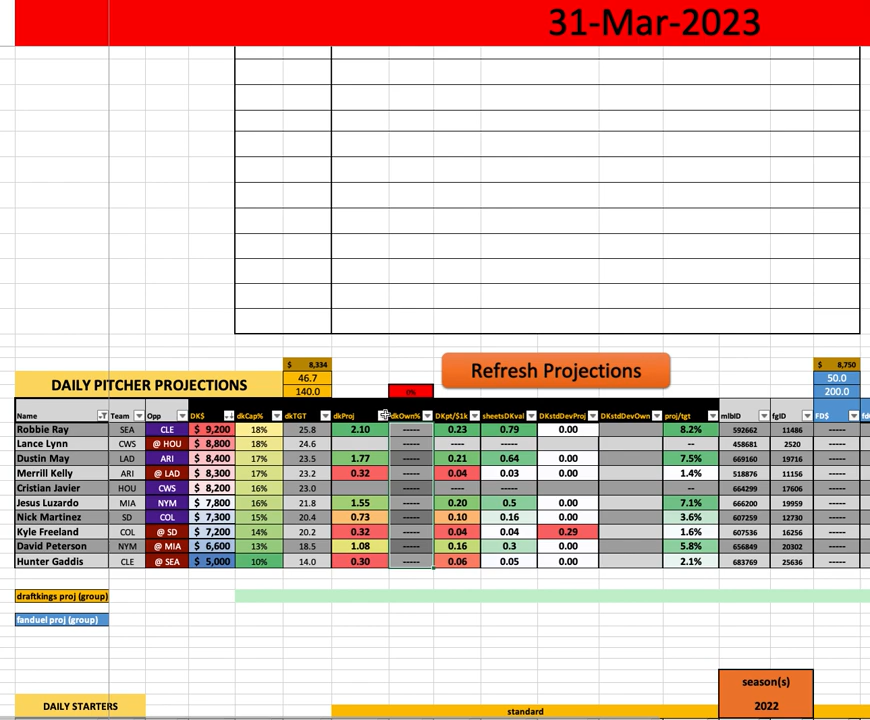 31-Mar-2023
$ 8,334
$ 8,750
Refresh Projections
DAILY PITCHER PROJECTIONS
46.7
50.0
140.0
0%
200.0
Name Team Opp DK$ dkCap% dkTGT dkProj dkOwn% DKpt/$1k sheetsDKval DKstdDevProj DKstdDevOwn proj/tgt mlbID fgID FD$
Robbie Ray SEA CLE $ 9,200 18% 25.8 2.10 ----- 0.23 0.79 0.00 8.2% 592662 11486 -----
Lance Lynn CWS @ HOU $ 8,800 18% 24.6 ----- ---- ---- -- 458681 2520 -----
Dustin May LAD ARI $ 8,400 17% 23.5 1.77 ----- 0.21 0.64 0.00 7.5% 669160 19716 -----
Merrill Kelly ARI @ LAD $ 8,300 17% 23.2 0.32 ----- 0.04 0.03 0.00 1.4% 518876 11156 -----
Cristian Javier HOU CWS $ 8,200 16% 23.0 ----- ---- ---- -- 664299 17606 -----
Jesus Luzardo MIA NYM $ 7,800 16% 21.8 1.55 ----- 0.20 0.5 0.00 7.1% 666200 19959 -----
Nick Martinez SD COL $ 7,300 15% 20.4 0.73 ----- 0.10 0.16 0.00 3.6% 607259 12730 -----
Kyle Freeland COL @ SD $ 7,200 14% 20.2 0.32 ----- 0.04 0.04 0.29 1.6% 607536 16256 -----
David Peterson NYM @ MIA $ 6,600 13% 18.5 1.08 ----- 0.16 0.3 0.00 5.8% 656849 20302 -----
Hunter Gaddis CLE @ SEA $ 5,000 10% 14.0 0.30 ----- 0.06 0.05 0.00 2.1% 683769 25636 -----
draftkings proj (group)
fanduel proj (group)
season(s)
DAILY STARTERS
2022
standard